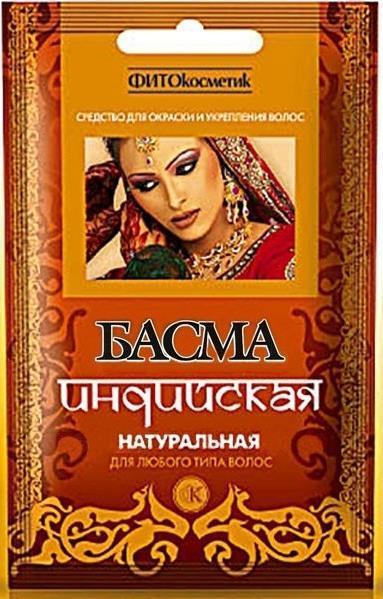 ФИТОкосметик
СРЕДСТВО ДЛЯ ОКРАСКИ И УКРЕПЛЕНИЯ ВОЛОС
БАСМА
ИНДИЙСКАЯ
НАТУРАЛЬНАЯ
ДЛЯ ЛЮБОГО ТИПА ВОЛОС
К